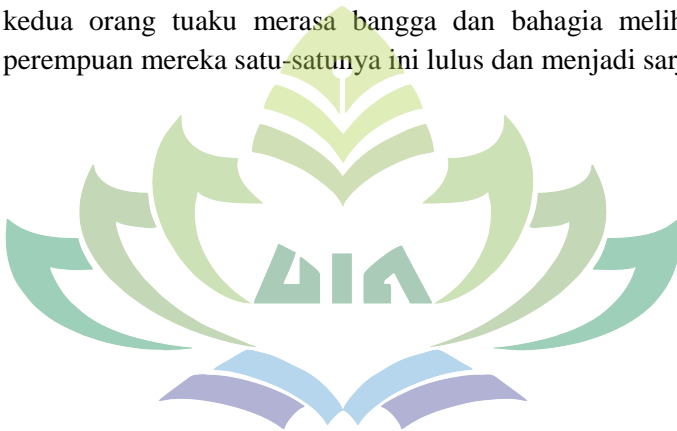 kedua orang tuaku merasa bangga dan bahagia
perempuan mereka satu-satunya ini lulus dan menjadi